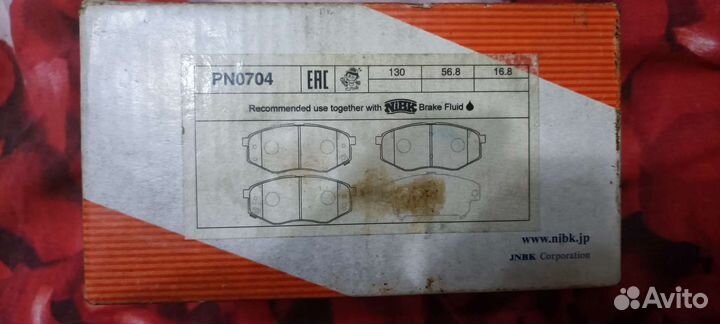 PN0704 EAC 130 56.8 16.8
Recommended use together with NiBK Brake Fluid
www.nibk.jp
JNBK Corporation
Avito